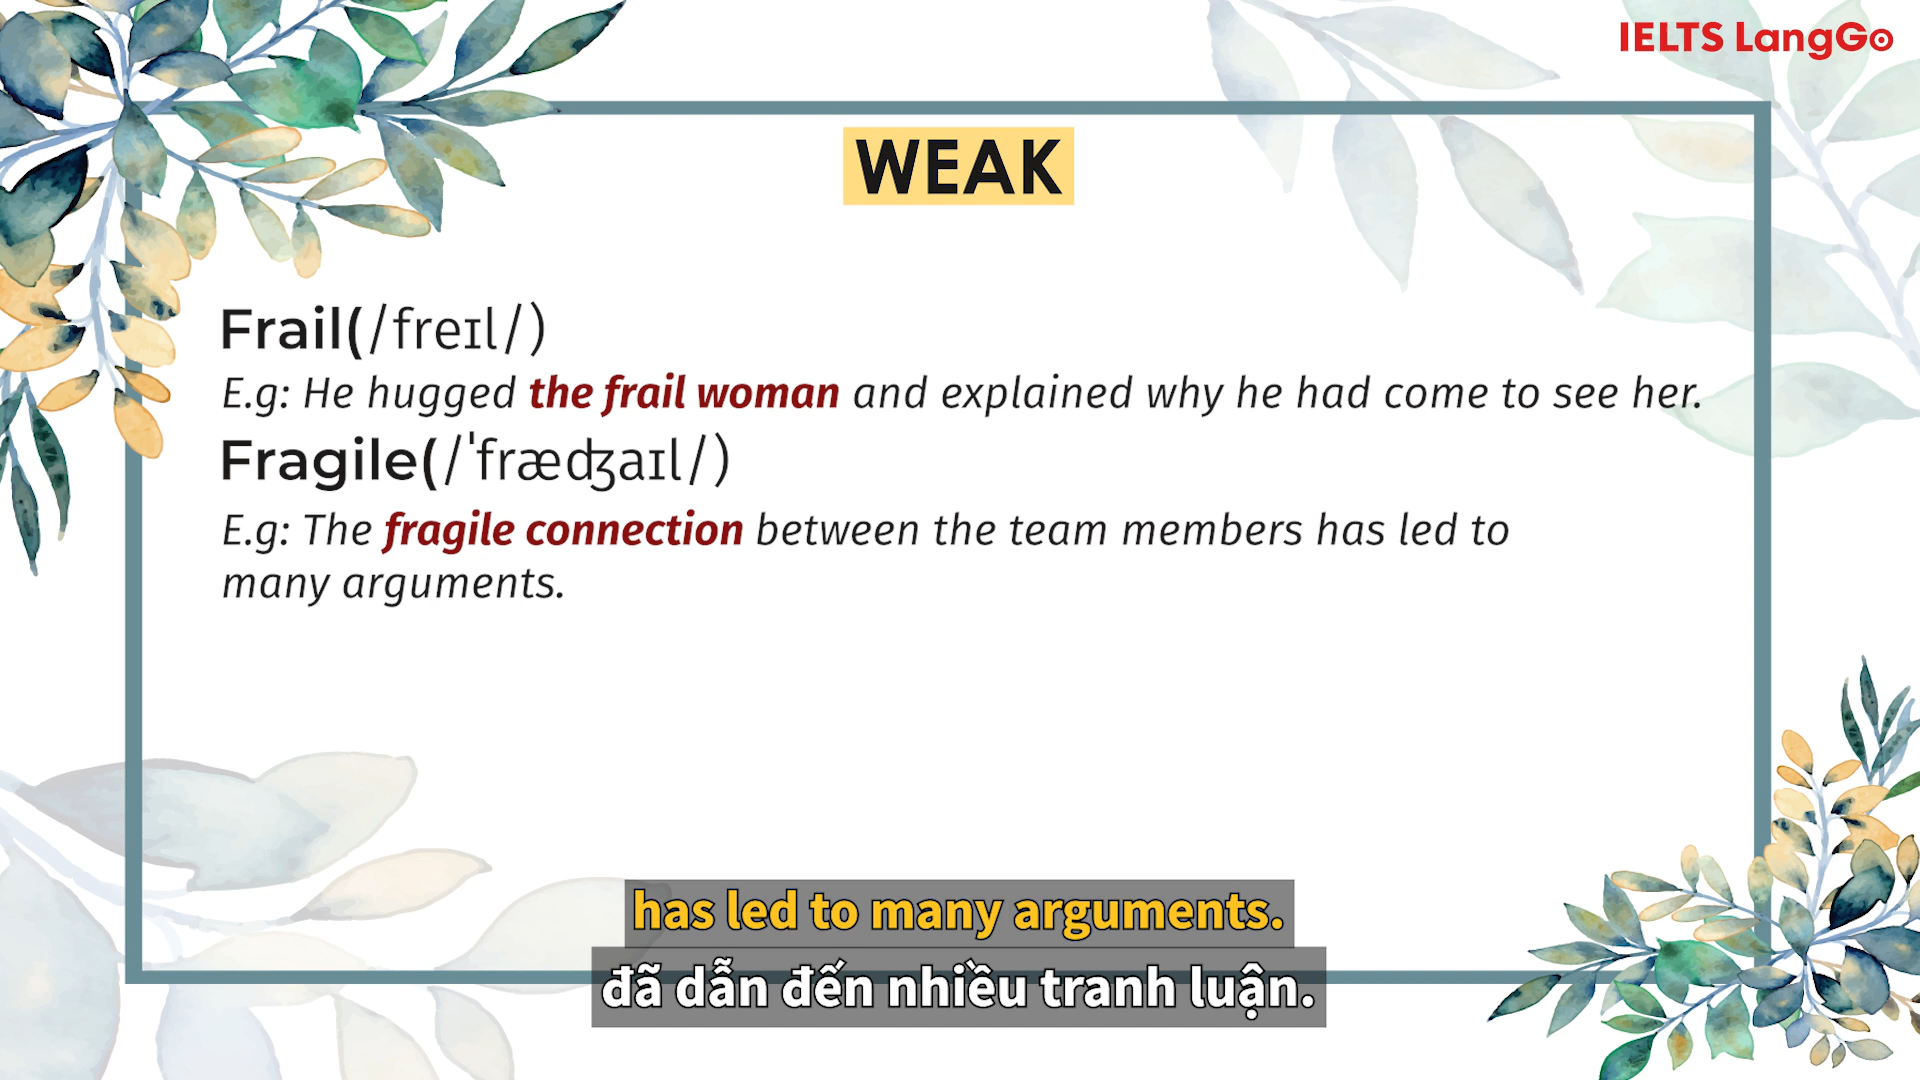 IELTS LangGo
WEAK
Frail(/freɪl/)
E.g: He hugged the frail woman and explained why he had come to see her.
Fragile(/ˈfrædʒaɪl/)
E.g: The fragile connection between the team members has led to
many arguments.
has led to many arguments.
đã dẫn đến nhiều tranh luận.